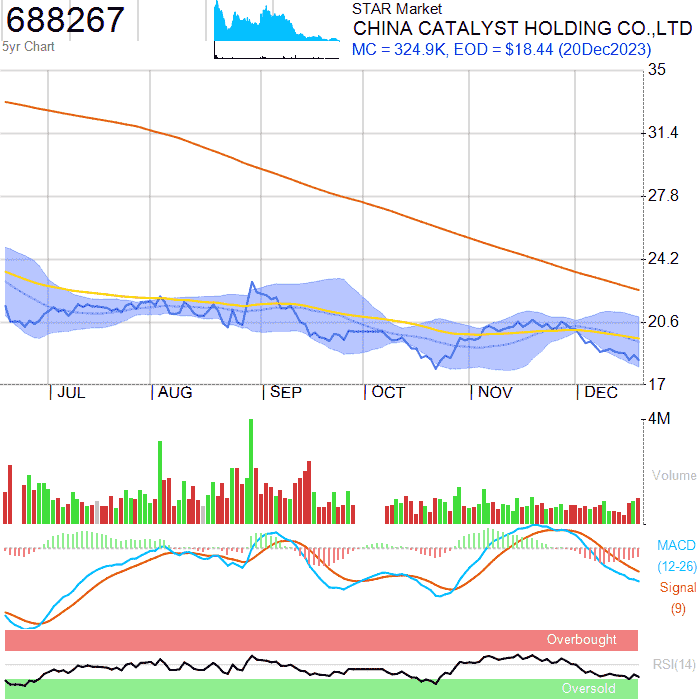 688267
5yr Chart
STAR Market
CHINA CATALYST HOLDING CO.,LTD
MC = 324.9K, EOD = $18.44 (20Dec2023)
35
31.4
27.8
24.2
20.6
17
JUL AUG SEP OCT NOV DEC
4M
Volume
MACD
(12-26)
Signal
(9)
Overbought
RSI(14)
Oversold